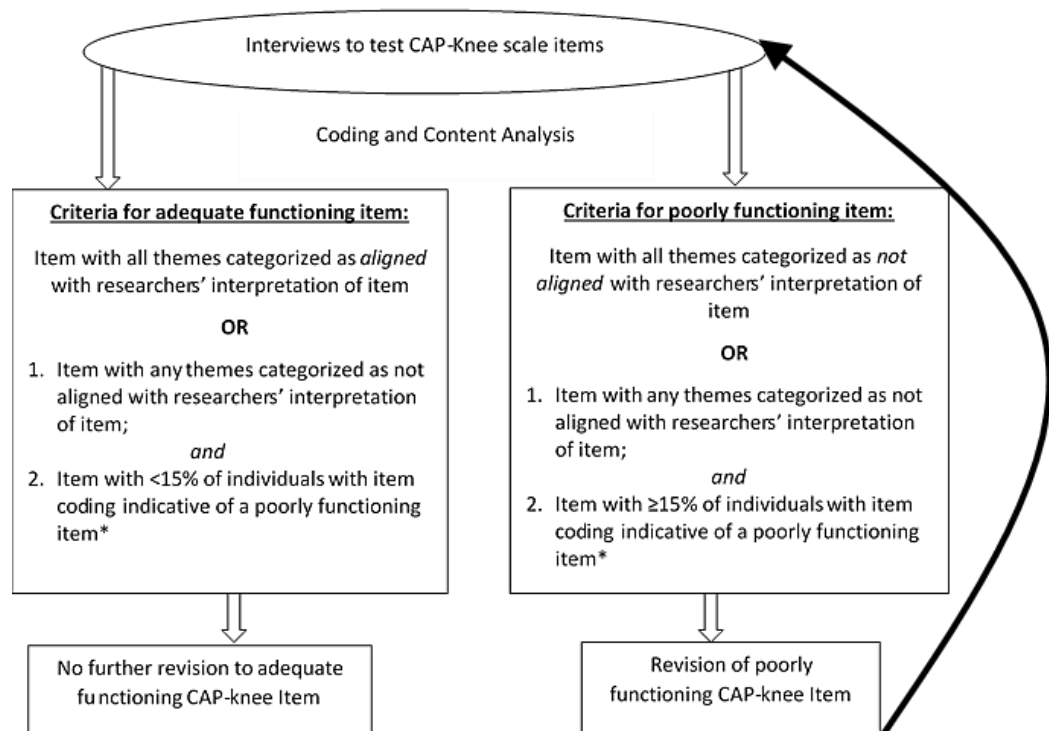 Interviews to test CAP-Knee scale items
Coding and Content Analysis
Criteria for adequate functioning item:
Item with all themes categorized as aligned
with researchers' interpretation of item
OR
1. Item with any themes categorized as not
aligned with researchers' interpretation
of item;
and
2. Item with <15% of individuals with item
coding indicative of a poorly functioning
item*
No further revision to adequate
functioning CAP-knee Item
Criteria for poorly functioning item:
Item with all themes categorized as not
aligned with researchers' interpretation of
item
OR
1. Item with any themes categorized as not
aligned with researchers' interpretation
of item;
and
2. Item with ≥15% of individuals with item
coding indicative of a poorly functioning
item*
Revision of poorly
functioning CAP-knee Item